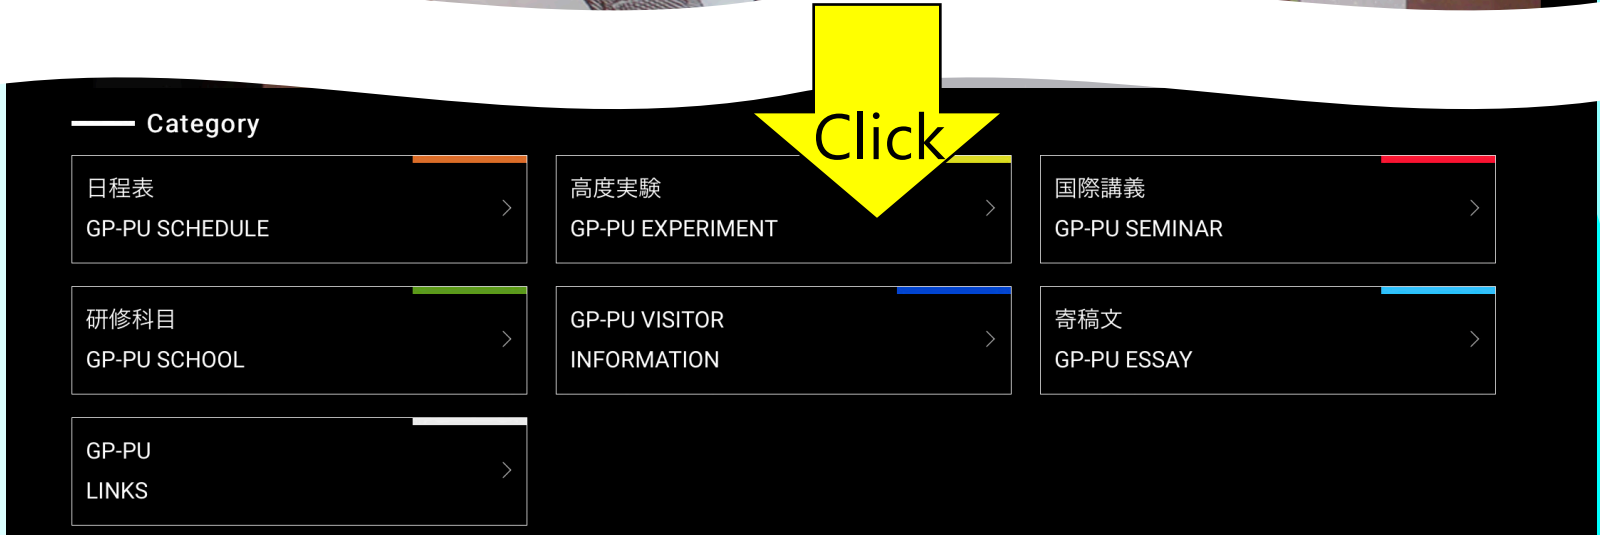 Click
Category
日程表
GP-PU SCHEDULE
高度実験
GP-PU EXPERIMENT
国際講義
GP-PU SEMINAR
研修科目
GP-PU SCHOOL
GP-PU VISITOR
INFORMATION
寄稿文
GP-PU ESSAY
GP-PU
LINKS